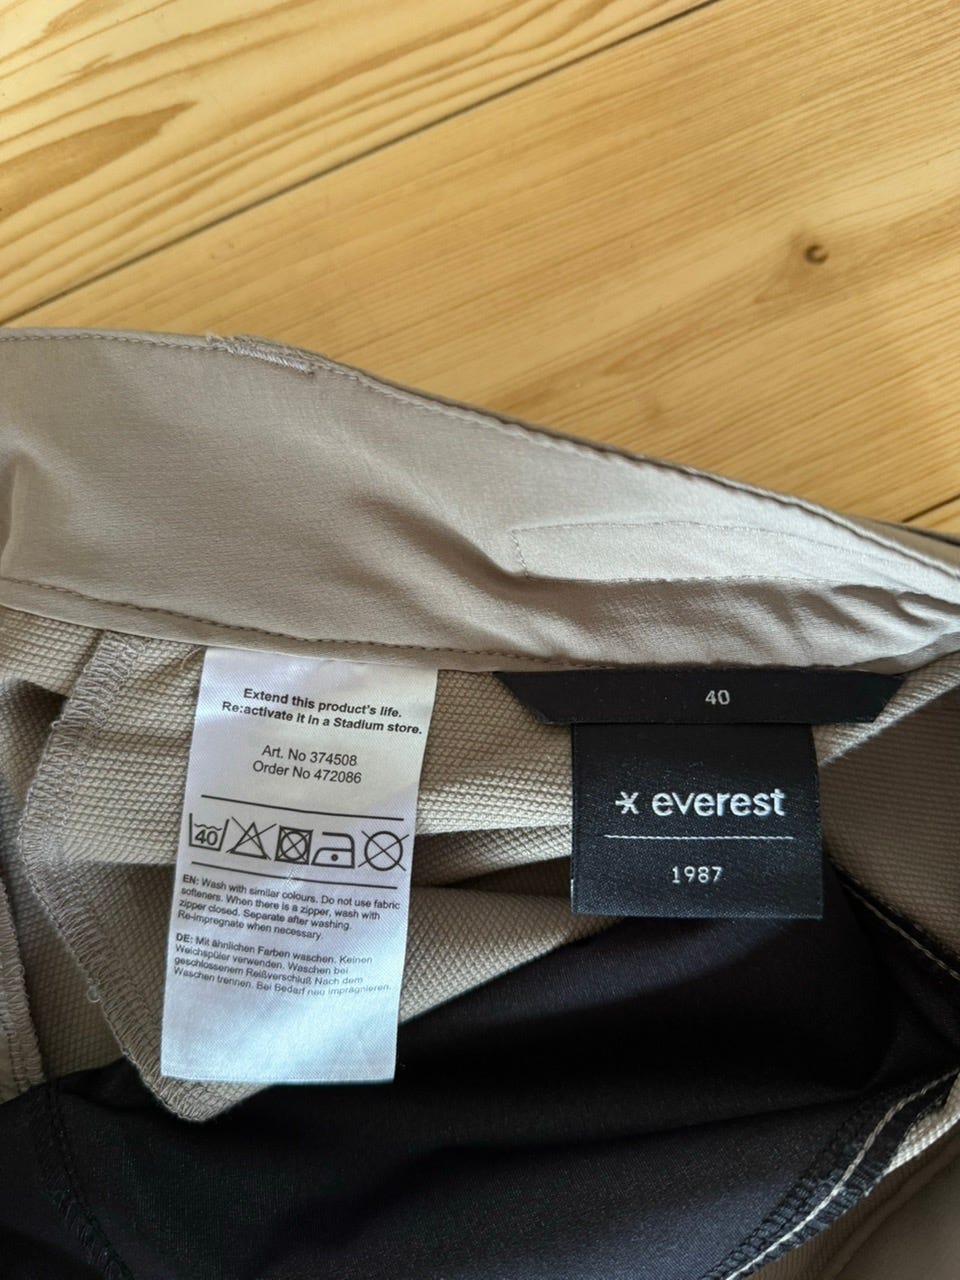 Extend this product's life.
Re:activate it in a Stadium store.
Art. No 374508
Order No 472086
40
EN: Wash with similar colours. Do not use fabric
softeners. When there is a zipper, wash with
zipper closed. Separate after washing.
Re-impregnate when necessary.
DE: Mit ähnlichen Farben waschen. Keinen
Weichspüler verwenden. Waschen bei
geschlossenem Reißverschluß Nach dem
Waschen trennen. Bei Bedarf neu imprägnieren.
40
everest
1987